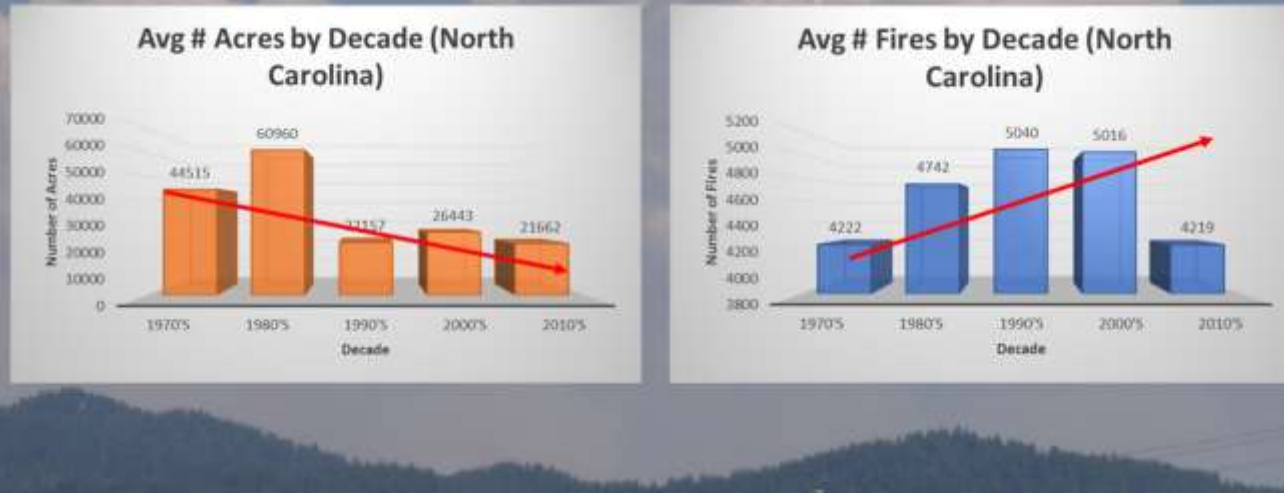 Avg # Acres by Decade (North
Carolina)
70000
60000
50000
40000
30000
20000
10000
0
Number of Acres
44515
60960
26443
21662
1970'S
1980'S
1990'S
2000'S
2010'S
Decade
Avg # Fires by Decade (North
Carolina)
5200
5000
4800
4600
4400
4200
4000
3800
Number of Fires
4222
4742
5040
5016
4219
1970'S
1980'S
1990'S
2000'S
2010'S
Decade